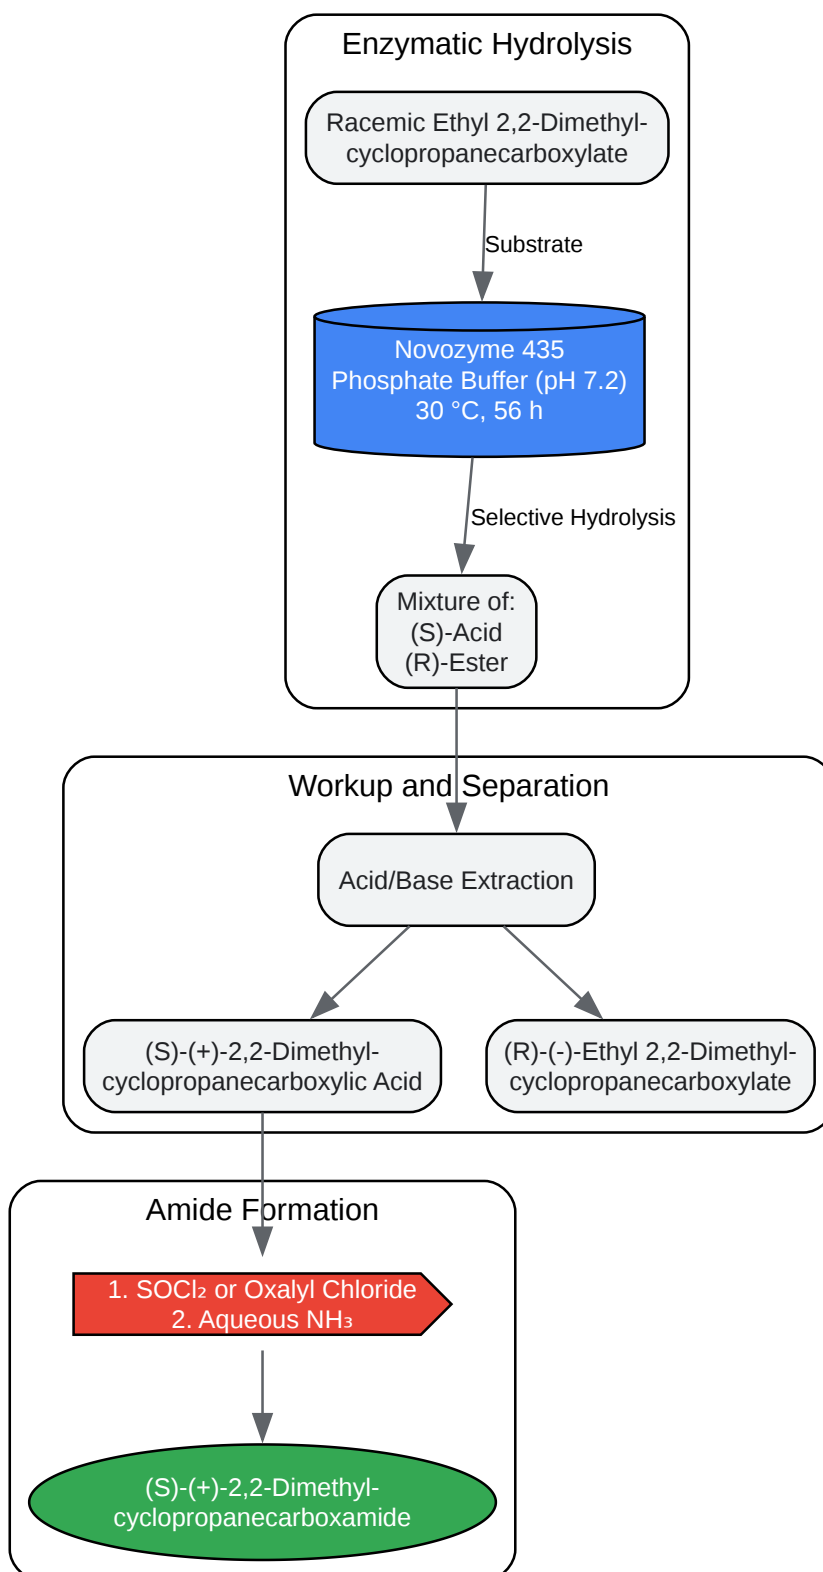 Enzymatic Hydrolysis
Racemic Ethyl 2,2-Dimethyl-
cyclopropanecarboxylate
Substrate
Novozyme 435
Phosphate Buffer (pH 7.2)
30 °C, 56 h
Selective Hydrolysis
Mixture of:
(S)-Acid
(R)-Ester
Workup and Separation
Acid/Base Extraction
(S)-(+)-2,2-Dimethyl-
cyclopropanecarboxylic Acid
(R)-(-)-Ethyl 2,2-Dimethyl-
cyclopropanecarboxylate
Amide Formation
1. SOCl₂ or Oxalyl Chloride
2. Aqueous NH₃
(S)-(+)-2,2-Dimethyl-
cyclopropanecarboxamide